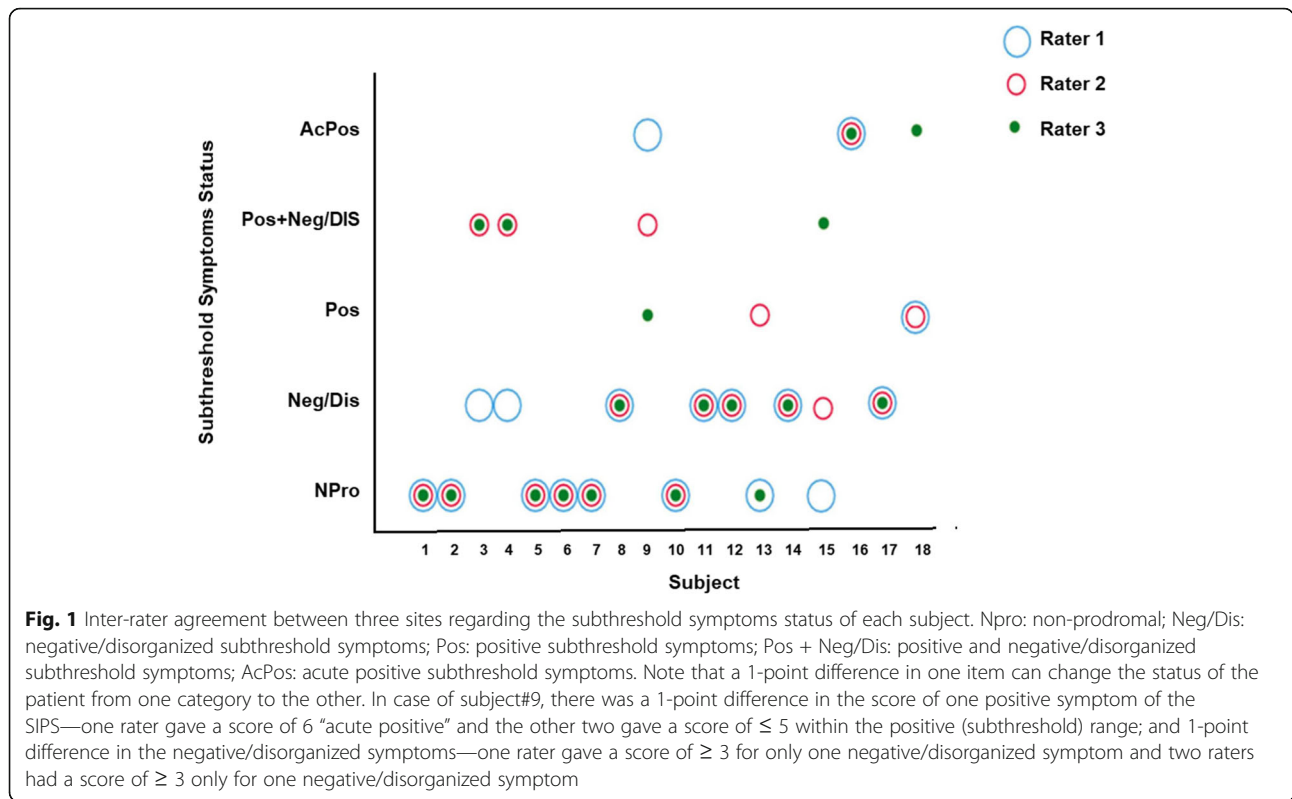 Rater 1
Rater 2
Rater 3
Subthreshold Symptoms Status
AcPos
Pos+Neg/DIS
Pos
Neg/Dis
NPro
1 2 3 4 5 6 7 8 9 10 11 12 13 14 15 16 17 18
Subject
Fig. 1 Inter-rater agreement between three sites regarding the subthreshold symptoms status of each subject. Npro: non-prodromal; Neg/Dis:
negative/disorganized subthreshold symptoms; Pos: positive subthreshold symptoms; Pos + Neg/Dis: positive and negative/disorganized
subthreshold symptoms; AcPos: acute positive subthreshold symptoms. Note that a 1-point difference in one item can change the status of the
patient from one category to the other. In case of subject#9, there was a 1-point difference in the score of one positive symptom of the
SIPS—one rater gave a score of 6 “acute positive” and the other two gave a score of ≤ 5 within the positive (subthreshold) range; and 1-point
difference in the negative/disorganized symptoms—one rater gave a score of ≥ 3 for only one negative/disorganized symptom and two raters
had a score of ≥ 3 only for one negative/disorganized symptom